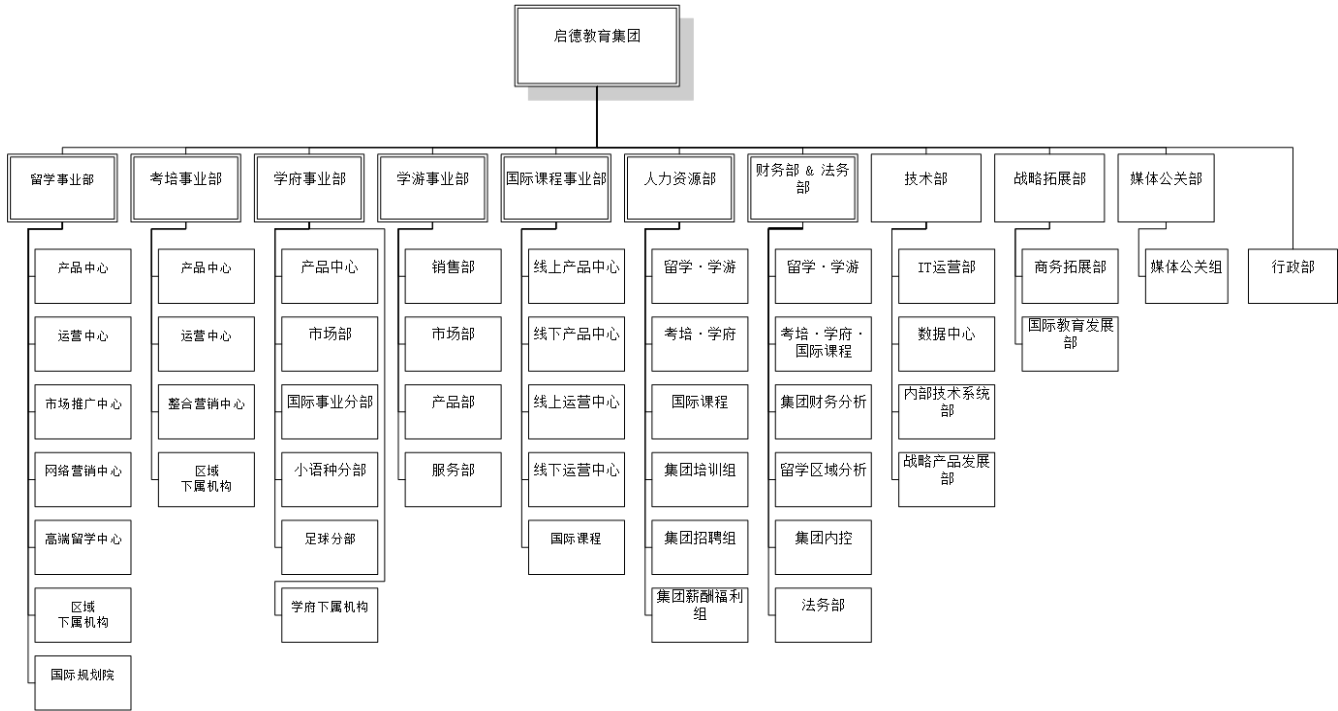 启德教育集团
留学事业部
考培事业部
学府事业部
学游事业部
国际课程事业部
人力资源部
财务部 & 法务
部
技术部
战略拓展部
媒体公关部
产品中心
运营中心
市场推广中心
网络营销中心
高端留学中心
区域
下属机构
国际规划院
产品中心
运营中心
整合营销中心
区域
下属机构
产品中心
市场部
国际事业分部
小语种分部
足球分部
学府下属机构
销售部
市场部
产品部
服务部
线上产品中心
线下产品中心
线上运营中心
线下运营中心
国际课程
留学·学游
考培·学府
国际课程
集团培训组
集团招聘组
集团薪酬福利
组
留学·学游
考培·学府·
国际课程
集团财务分析
留学区域分析
集团内控
法务部
IT运营部
数据中心
内部技术系统
部
战略产品发展
部
商务拓展部
国际教育发展
部
媒体公关组
行政部